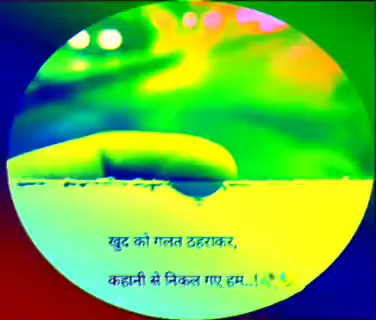 खुद को गलत ठहराकर,
कहानी से निकल गए हम..!